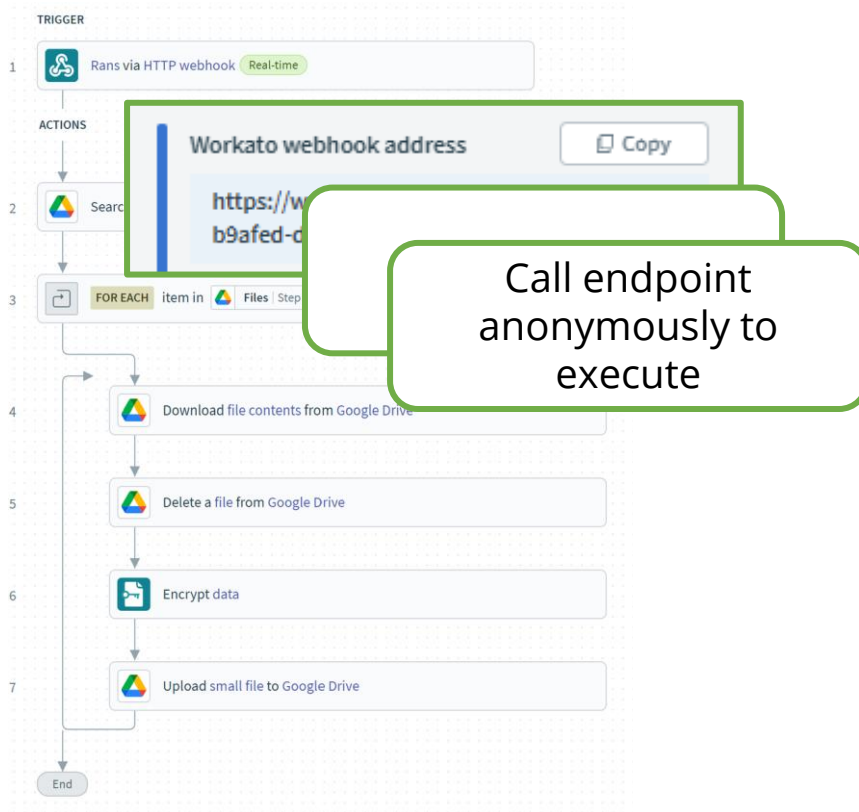 TRIGGER
1
Rans via HTTP webhook Real-time
ACTIONS
Workato webhook address
Copy
https://w
b9afed-d
2
Searc
Call endpoint
anonymously to
execute
3
FOR EACH item in Files Step
4
Download file contents from Google Drive
5
Delete a file from Google Drive
6
Encrypt data
7
Upload small file to Google Drive
End